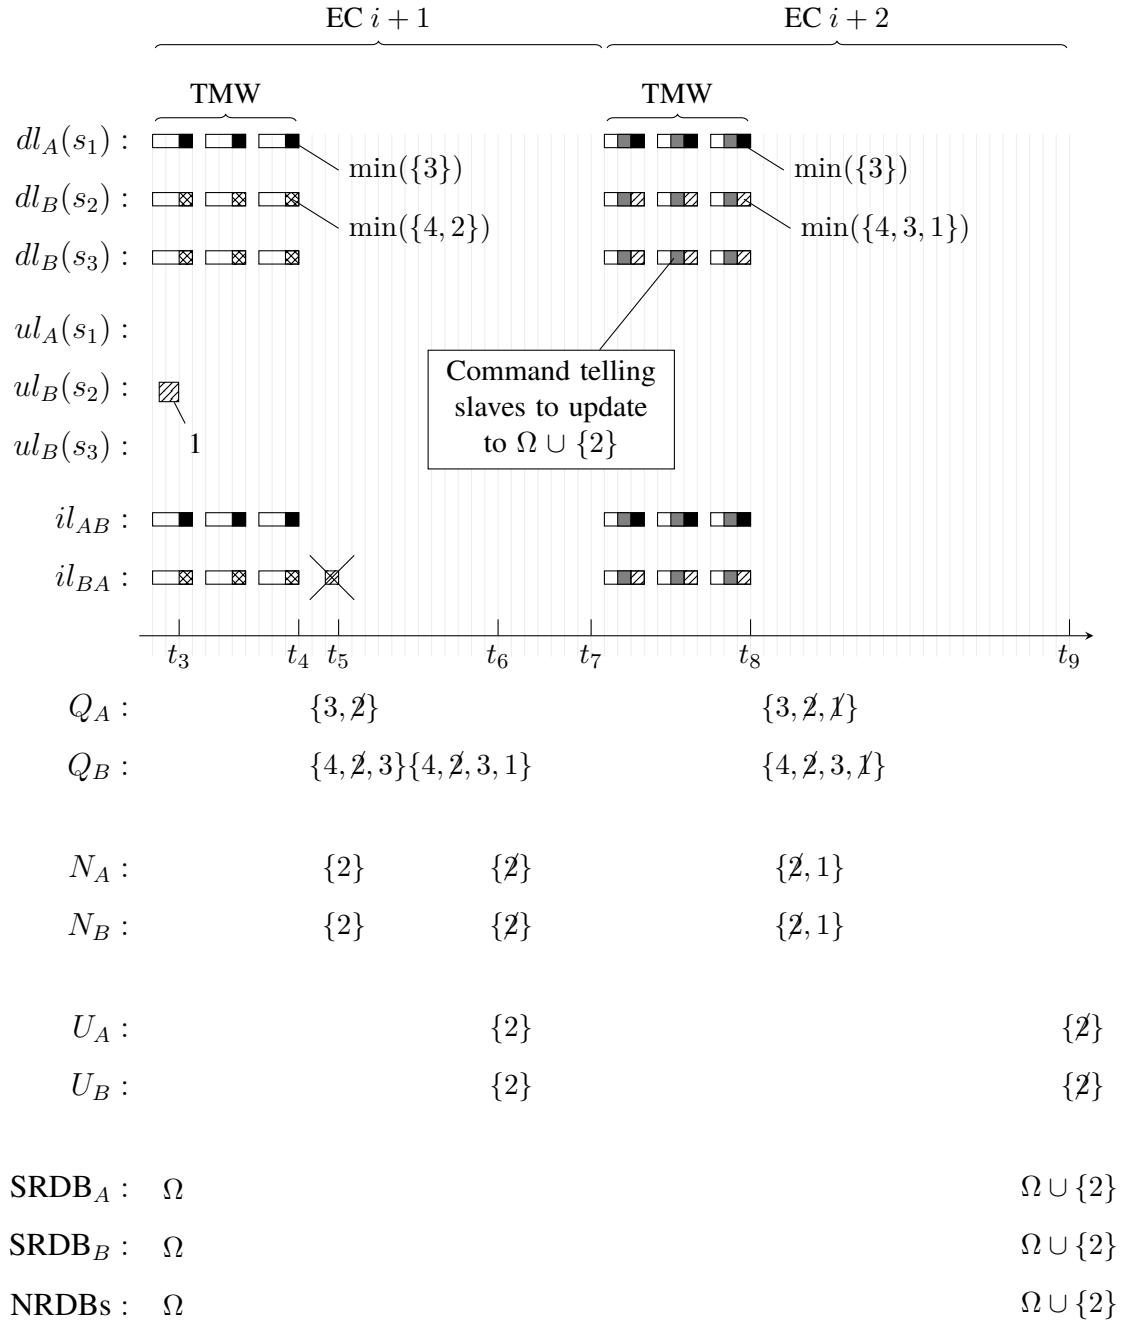 EC i + 1 EC i + 2
TMW TMW
dl_A(s_1) :
min({3}) min({3})
dl_B(s_2) :
min({4, 2}) min({4, 3, 1})
dl_B(s_3) :
ul_A(s_1) :
Command telling
slaves to update
to Ω ∪ {2}
ul_B(s_2) :
1
ul_B(s_3) :
il_AB :
il_BA :
t_3 t_4 t_5 t_6 t_7 t_8 t_9
Q_A : {3, 2̸} {3, 2̸, 1̸}
Q_B : {4, 2̸, 3} {4, 2̸, 3, 1} {4, 2̸, 3, 1̸}
N_A : {2} {2̸} {2̸, 1}
N_B : {2} {2̸} {2̸, 1}
U_A : {2} {2̸}
U_B : {2} {2̸}
SRDB_A : Ω Ω ∪ {2}
SRDB_B : Ω Ω ∪ {2}
NRDBs : Ω Ω ∪ {2}